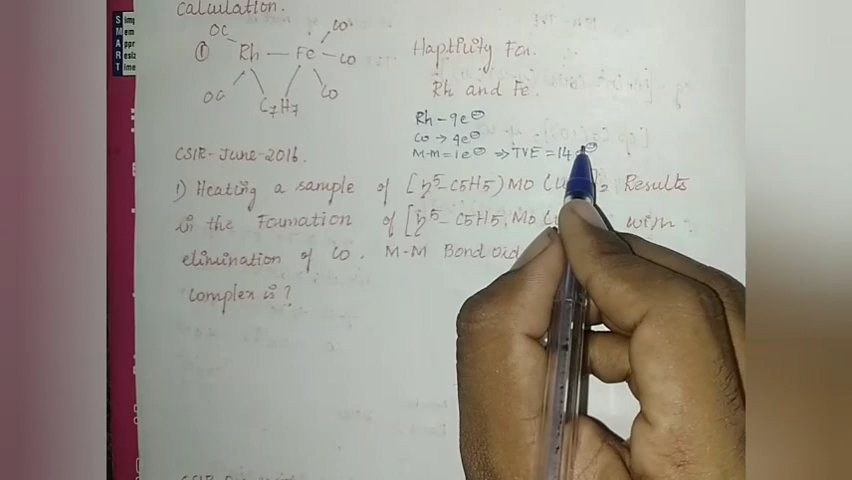 Calculation.
OC CO
① Rh — Fe — CO
OC C7H7 CO
Haptivity For
Rh and Fe.
Rh - 9e⊖
CO → 4e⊖
M-M = 1e⊖ ⇒ TVE = 14
CSIR-June-2016.
1) Heating a sample of [η5-C5H5)MO 2 Results
in the Formation of [η5-C5H5, MO with
elimination of CO. M-M Bond
complex is?